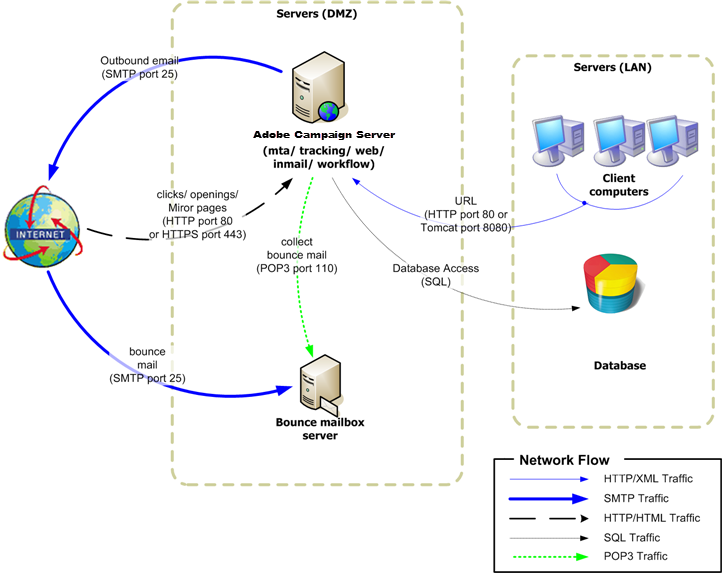 Servers (DMZ)
Outbound email
(SMTP port 25)
Servers (LAN)
Adobe Campaign Server
(mta/ tracking/ web/
inmail/ workflow)
Client
computers
clicks/ openings/
Miror pages
(HTTP port 80
or HTTPS port 443)
URL
(HTTP port 80 or
Tomcat port 8080)
INTERNET
collect
bounce mail
(POP3 port 110)
Database Access
(SQL)
bounce
mail
(SMTP port 25)
Database
Bounce mailbox
server
Network Flow
HTTP/XML Traffic
SMTP Traffic
HTTP/HTML Traffic
SQL Traffic
POP3 Traffic